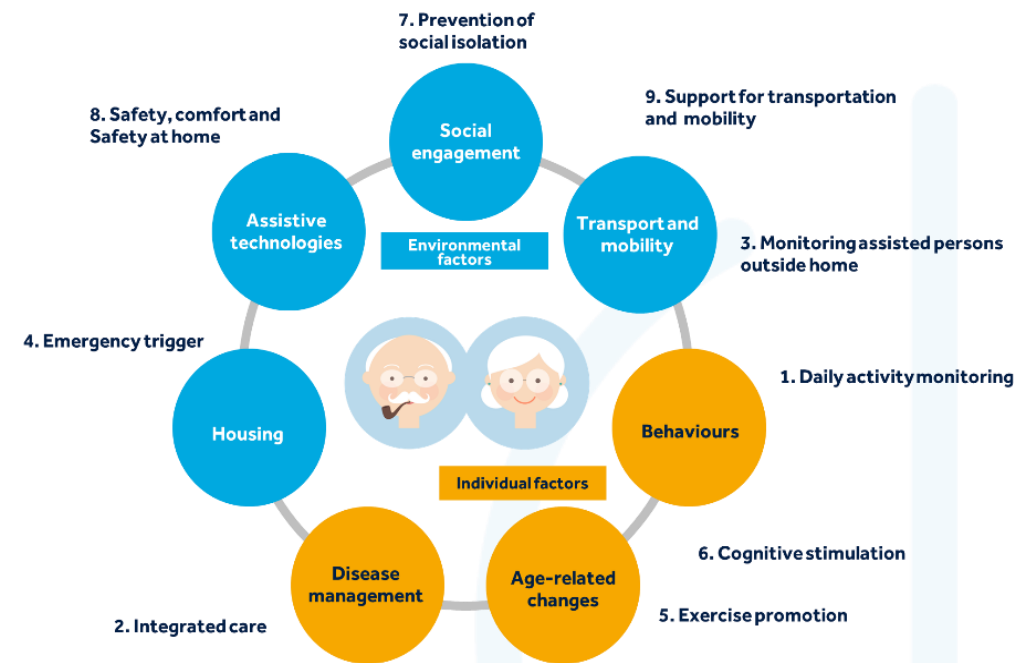 7. Prevention of
social isolation
8. Safety, comfort and
Safety at home
9. Support for transportation
and mobility
Social
engagement
Assistive
technologies
Transport and
mobility
Environmental
factors
3. Monitoring assisted persons
outside home
4. Emergency trigger
1. Daily activity monitoring
Housing
Behaviours
Individual factors
6. Cognitive stimulation
Disease
management
Age-related
changes
5. Exercise promotion
2. Integrated care